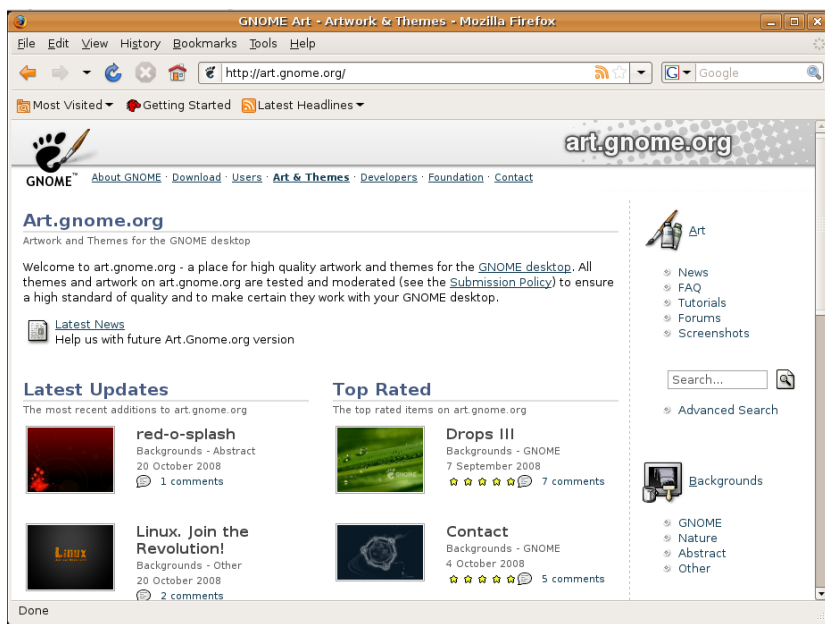 GNOME Art - Artwork & Themes - Mozilla Firefox
File Edit View History Bookmarks Tools Help
http://art.gnome.org/
G Google
Most Visited Getting Started Latest Headlines
art.gnome.org
GNOME™ About GNOME · Download · Users · Art & Themes · Developers · Foundation · Contact
Art.gnome.org
Artwork and Themes for the GNOME desktop
Welcome to art.gnome.org - a place for high quality artwork and themes for the GNOME desktop. All
themes and artwork on art.gnome.org are tested and moderated (see the Submission Policy) to ensure
a high standard of quality and to make certain they work with your GNOME desktop.
Latest News
Help us with future Art.Gnome.org version
Latest Updates
The most recent additions to art.gnome.org
red-o-splash
Backgrounds - Abstract
20 October 2008
1 comments
Linux
Linux. Join the
Revolution!
Backgrounds - Other
20 October 2008
2 comments
Top Rated
The top rated items on art.gnome.org
GNOME
Drops III
Backgrounds - GNOME
7 September 2008
7 comments
Contact
Backgrounds - GNOME
4 October 2008
5 comments
Art
News
FAQ
Tutorials
Forums
Screenshots
Search...
Advanced Search
Backgrounds
GNOME
Nature
Abstract
Other
Done